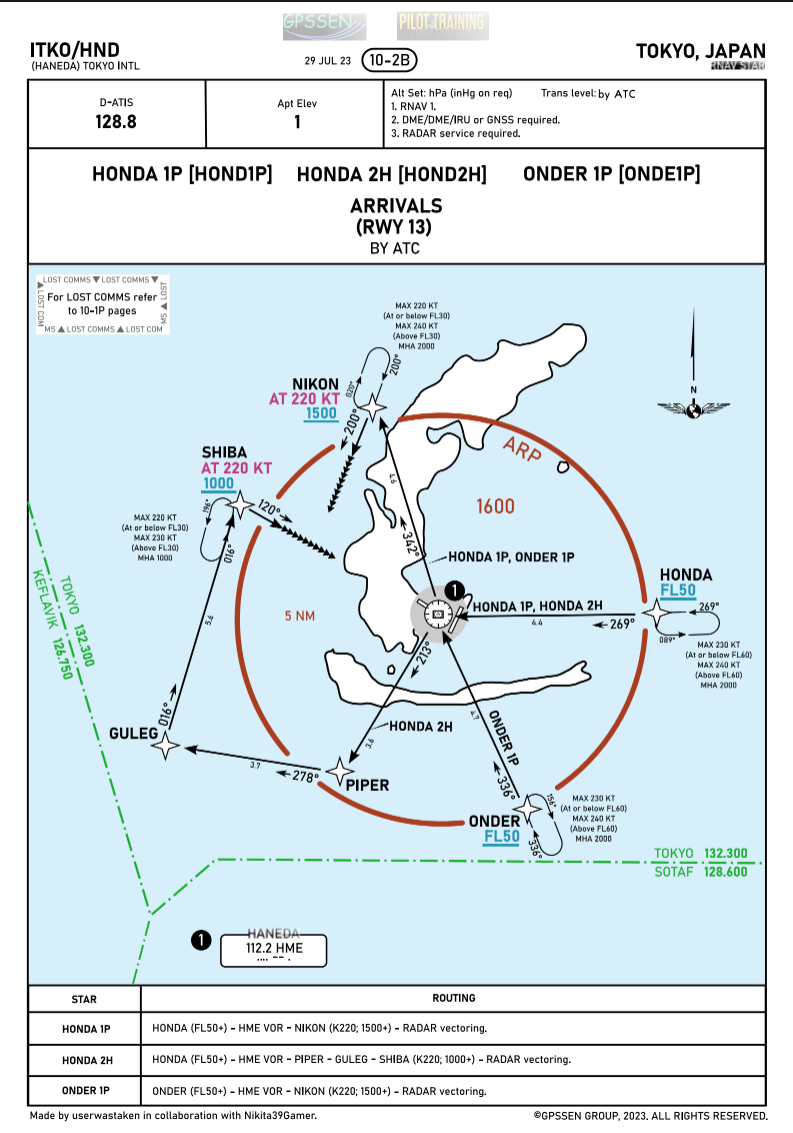 GPSSEN
PILOT TRAINING
ITKO/HND
(HANEDA) TOKYO INTL
29 JUL 23
10-2B
TOKYO, JAPAN
RNAV STAR
D-ATIS
128.8
Apt Elev
1
Alt Set: hPa (inHg on req)
Trans level: by ATC
1. RNAV 1.
2. DME/DME/IRU or GNSS required.
3. RADAR service required.
HONDA 1P [HOND1P]
HONDA 2H [HOND2H]
ONDER 1P [ONDE1P]
ARRIVALS
(RWY 13)
BY ATC
LOST COMMS LOST COMMS
LOST COM
MS LOST
For LOST COMMS refer
to 10-1P pages
MS LOST COMMS LOST COM
MAX 220 KT
(At or below FL30)
MAX 240 KT
(Above FL30)
MHA 2000
020°
200°
NIKON
AT 220 KT
1500
200°
SHIBA
AT 220 KT
1000
196°
120°
016°
MAX 220 KT
(At or below FL30)
MAX 230 KT
(Above FL30)
MHA 1000
ARP
1600
4.6
342°
HONDA 1P, ONDER 1P
N
HONDA
FL50
269°
089°
1
HONDA 1P, HONDA 2H
4.4
269°
MAX 230 KT
(At or below FL60)
MAX 240 KT
(Above FL60)
MHA 2000
5 NM
5.6
TOKYO 132.300
KEFLAVIK 126.750
213°
HONDA 2H
3.6
4.7
ONDER 1P
336°
GULEG
016°
3.7
278°
PIPER
ONDER
FL50
156°
336°
MAX 230 KT
(At or below FL60)
MAX 240 KT
(Above FL60)
MHA 2000
TOKYO 132.300
SOTAF 128.600
1
HANEDA
112.2 HME
.... -- .
STAR
ROUTING
HONDA 1P
HONDA (FL50+) - HME VOR - NIKON (K220; 1500+) - RADAR vectoring.
HONDA 2H
HONDA (FL50+) - HME VOR - PIPER - GULEG - SHIBA (K220; 1000+) - RADAR vectoring.
ONDER 1P
ONDER (FL50+) - HME VOR - NIKON (K220; 1500+) - RADAR vectoring.
Made by userwastaken in collaboration with Nikita39Gamer.
©GPSSEN GROUP, 2023. ALL RIGHTS RESERVED.